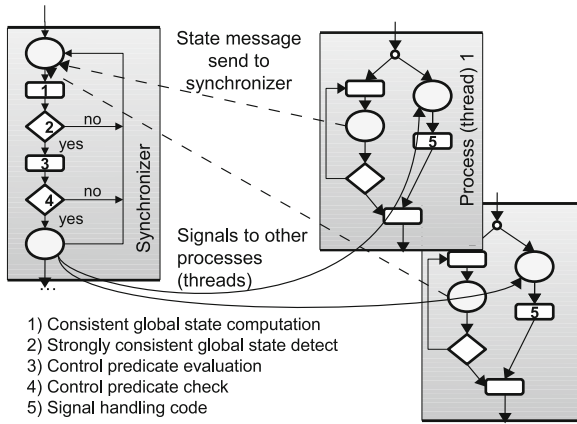 State message
send to
synchronizer
Process (thread) 1
1
2
no
yes
3
4
no
yes
Synchronizer
...
5
Signals to other
processes
(threads)
5
1) Consistent global state computation
2) Strongly consistent global state detect
3) Control predicate evaluation
4) Control predicate check
5) Signal handling code